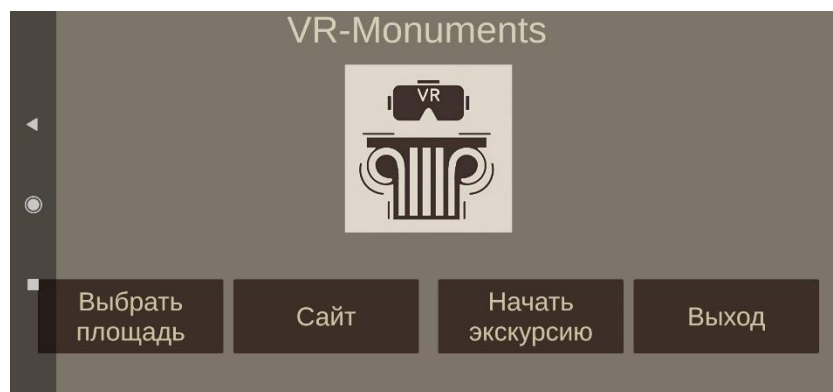 VR-Monuments
VR
Выбрать
площадь
Сайт
Начать
экскурсию
Выход